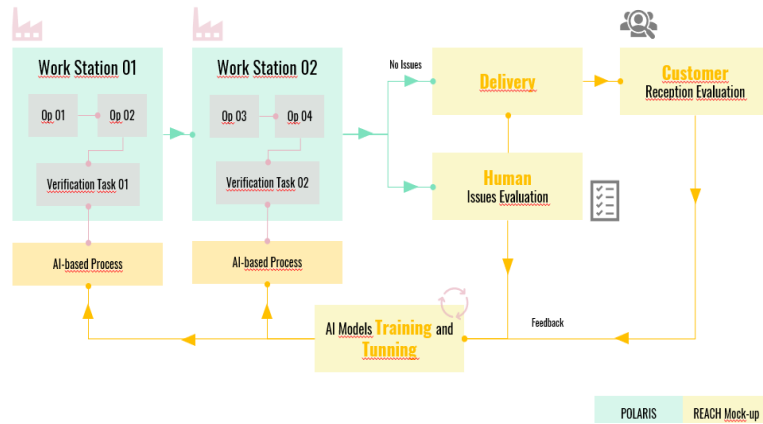 Work Station 01
Op 01
Op 02
Verification Task 01
AI-based Process
Work Station 02
Op 03
Op 04
Verification Task 02
AI-based Process
No Issues
Delivery
Human
Issues Evaluation
Customer
Reception Evaluation
AI Models Training and
Tunning
Feedback
POLARIS
REACH Mock-up